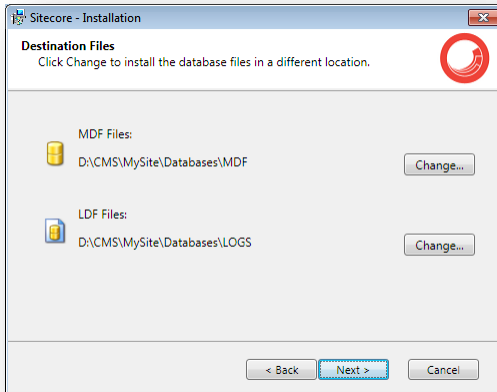 Sitecore - Installation
Destination Files
Click Change to install the database files in a different location.
MDF Files:
D:\CMS\MySite\Databases\MDF
Change...
LDF Files:
D:\CMS\MySite\Databases\LOGS
Change...
< Back
Next >
Cancel